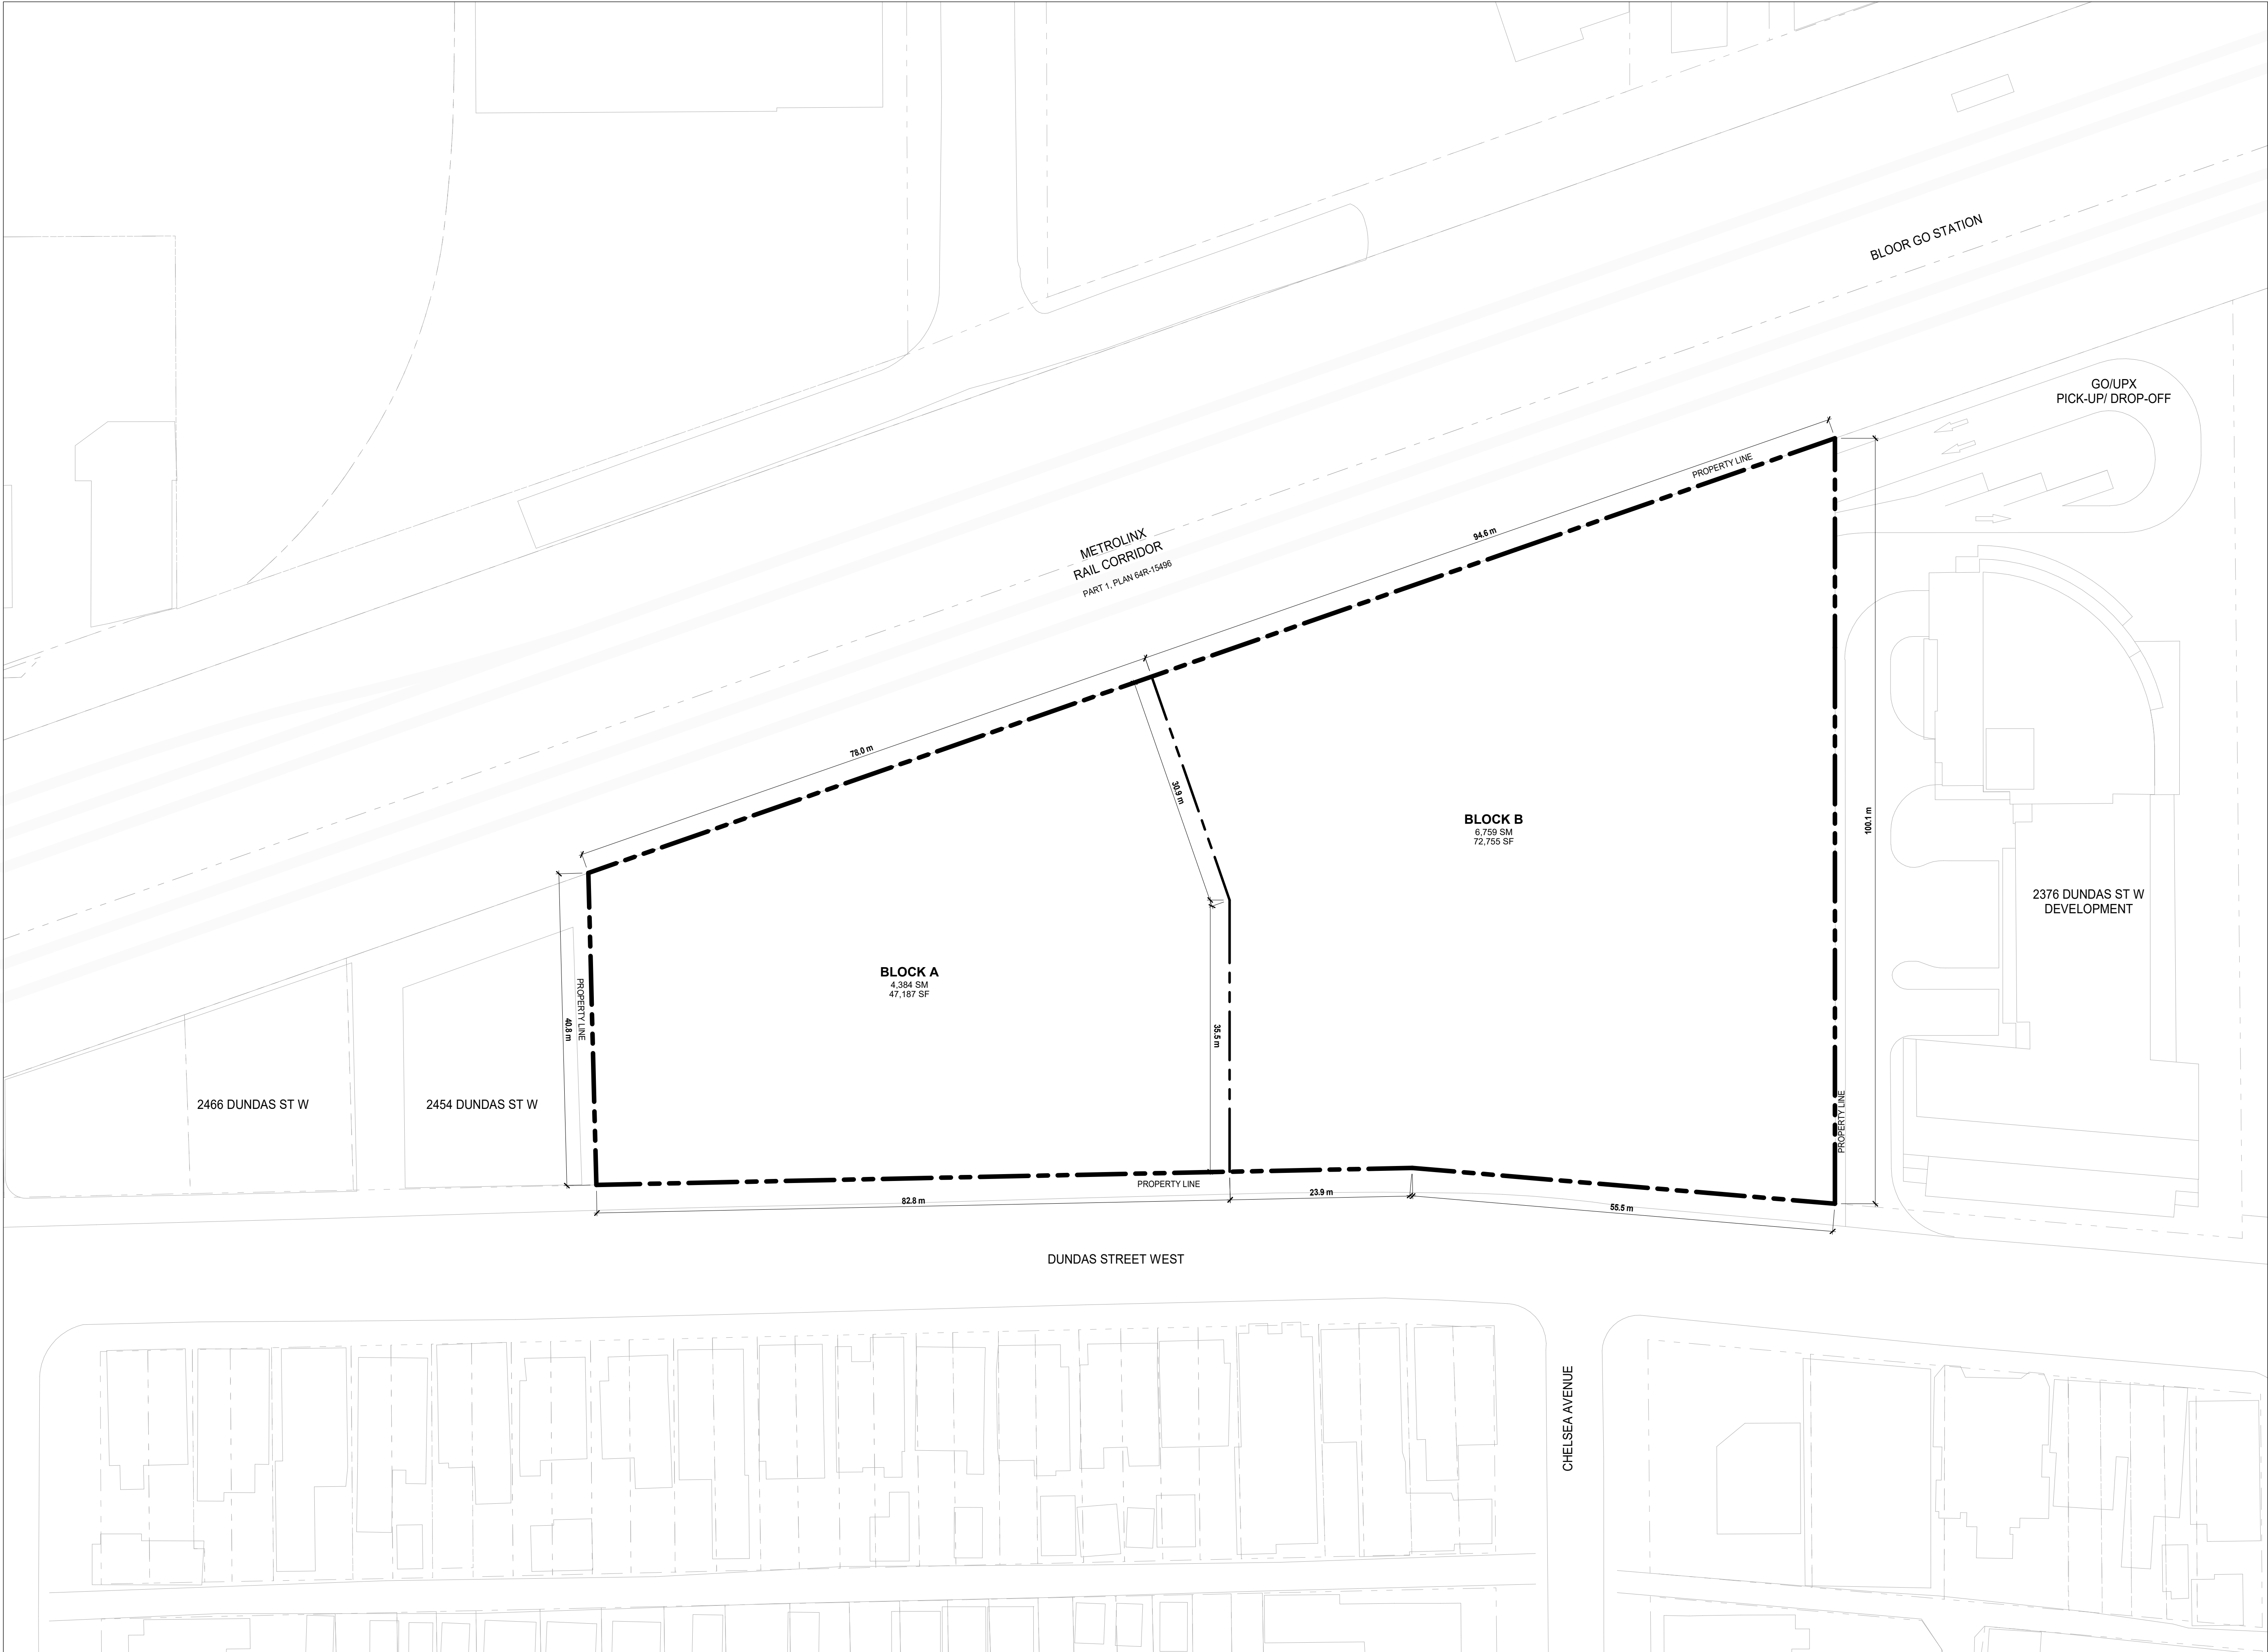 BLOOR GO STATION
GO/UPX
PICK-UP/ DROP-OFF
PROPERTY LINE
METROLINX
RAIL CORRIDOR
PART 1, PLAN 64R-15496
94.6 m
78.0 m
30.9 m
BLOCK B
6,759 SM
72,755 SF
100.1 m
2376 DUNDAS ST W
DEVELOPMENT
BLOCK A
4,384 SM
47,187 SF
PROPERTY LINE
40.8 m
35.5 m
2466 DUNDAS ST W
2454 DUNDAS ST W
PROPERTY LINE
PROPERTY LINE
82.8 m
23.9 m
55.5 m
DUNDAS STREET WEST
CHELSEA AVENUE